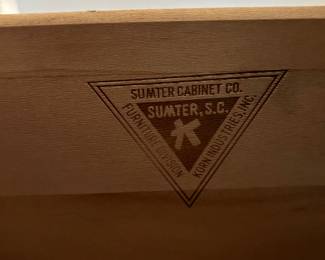 SUMTER CABINET CO.
SUMTER, S.C.
FURNITURE DIVISION
KORN INDUSTRIES, INC.